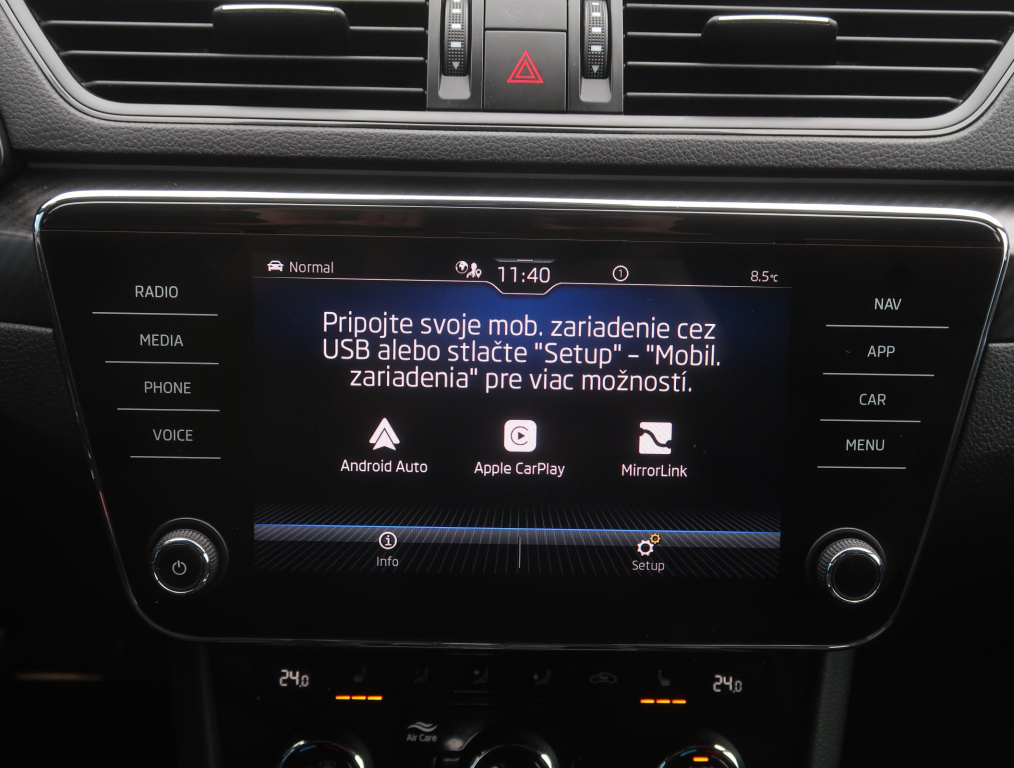 Normal
11:40
1
8.5°C
RADIO
MEDIA
PHONE
VOICE
NAV
APP
CAR
MENU
Pripojte svoje mob. zariadenie cez
USB alebo stlačte "Setup" – "Mobil.
zariadenia" pre viac možností.
Android Auto
Apple CarPlay
MirrorLink
Info
Setup
24.0
24.0
Air Care